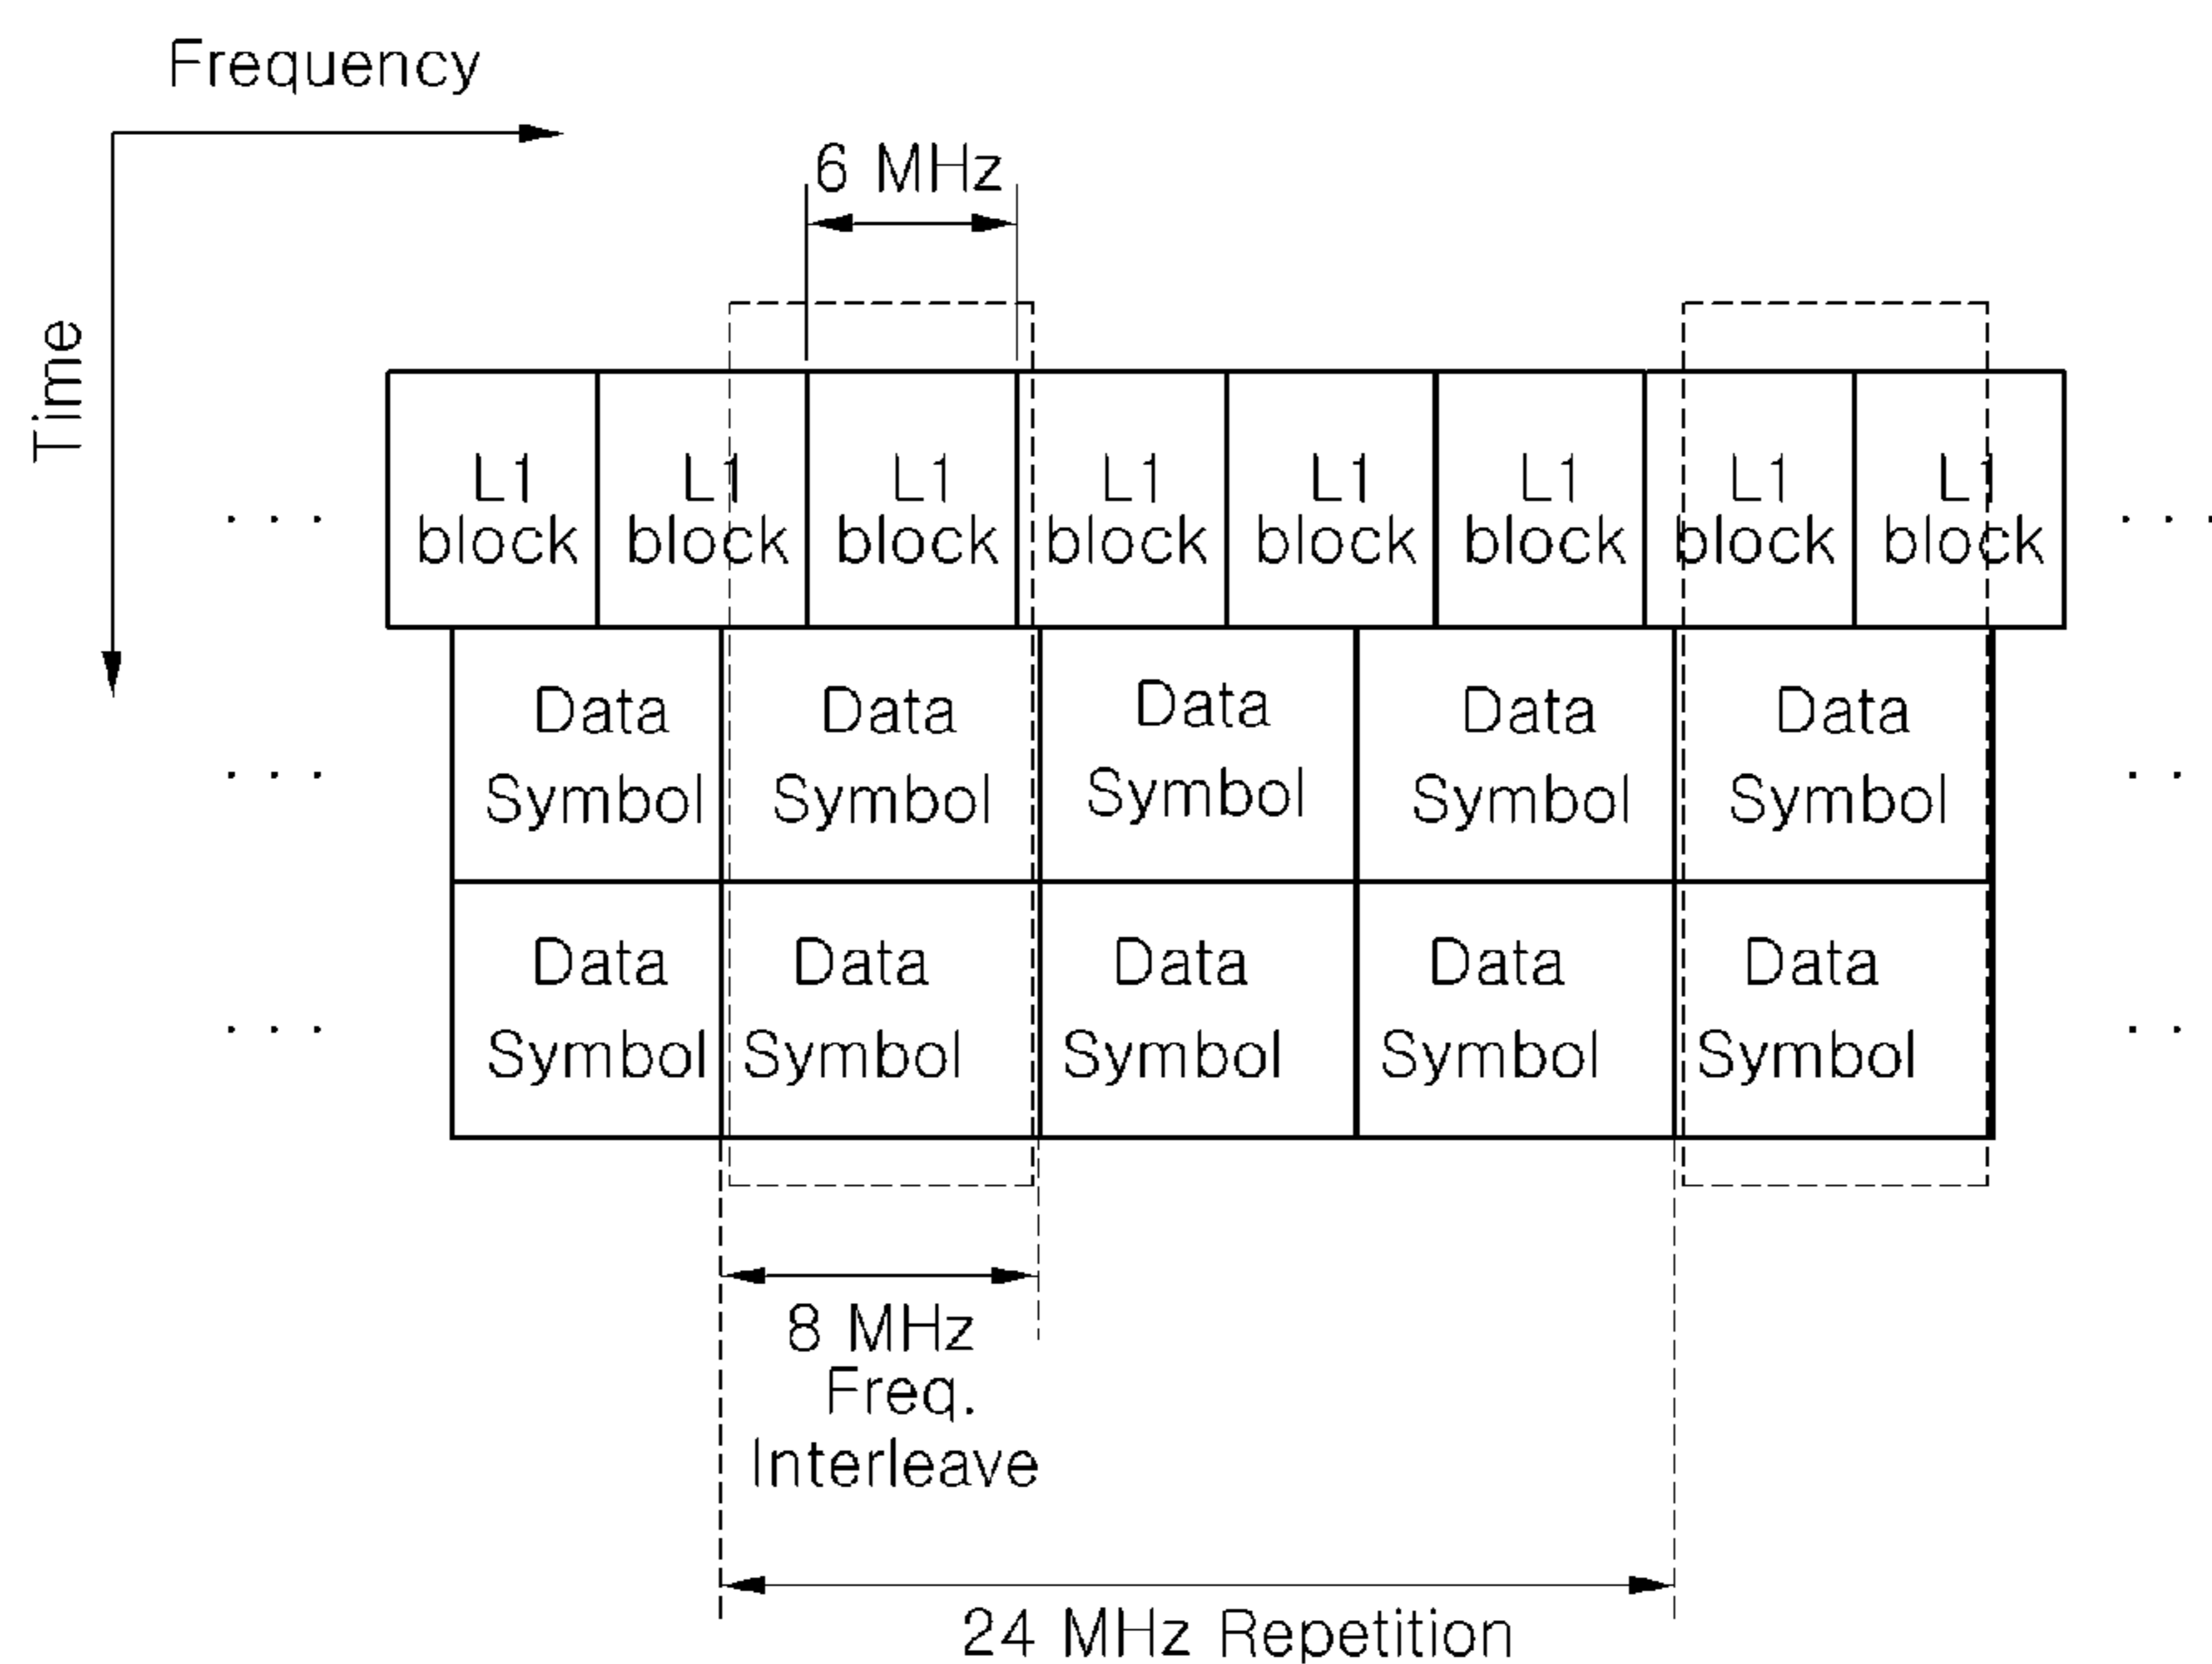 Frequency
6 MHz
Time
L1 L1 L1 L1 L1 L1 L1 L1
. . . block block block block block block block block . . .
Data Data Data Data Data
. . . Symbol Symbol Symbol Symbol Symbol . .
Data Data Data Data Data
. . . Symbol Symbol Symbol Symbol Symbol . .
8 MHz
Freq.
Interleave
24 MHz Repetition